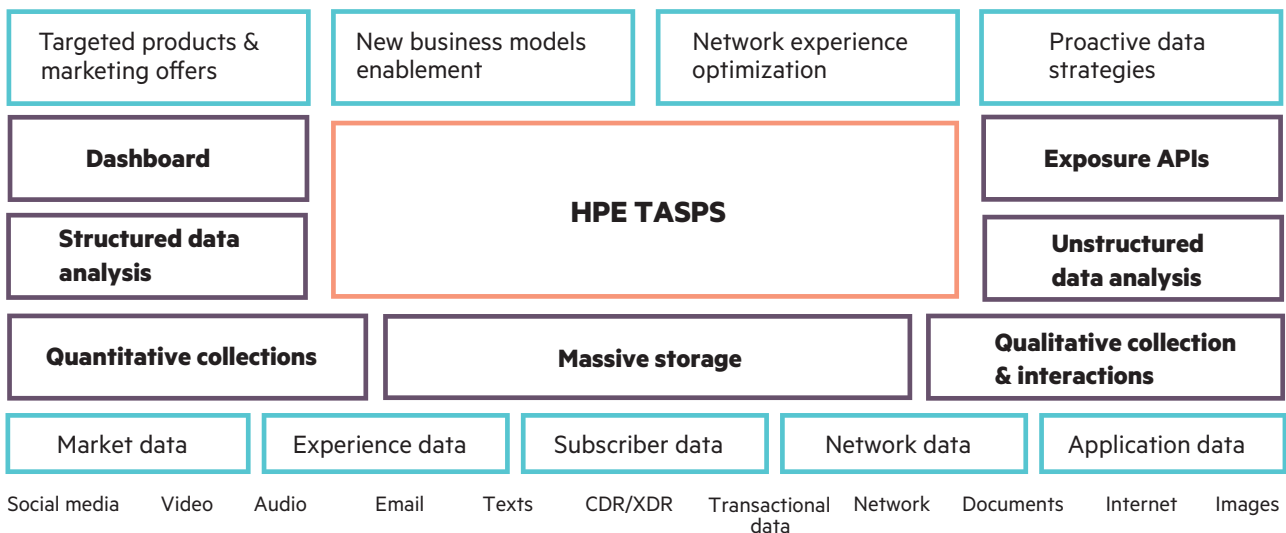 Targeted products &
marketing offers
New business models
enablement
Network experience
optimization
Proactive data
strategies
Dashboard
HPE TASPS
Exposure APIs
Structured data
analysis
Unstructured
data analysis
Quantitative collections
Massive storage
Qualitative collection
& interactions
Market data
Experience data
Subscriber data
Network data
Application data
Social media
Video
Audio
Email
Texts
CDR/XDR
Transactional
data
Network
Documents
Internet
Images